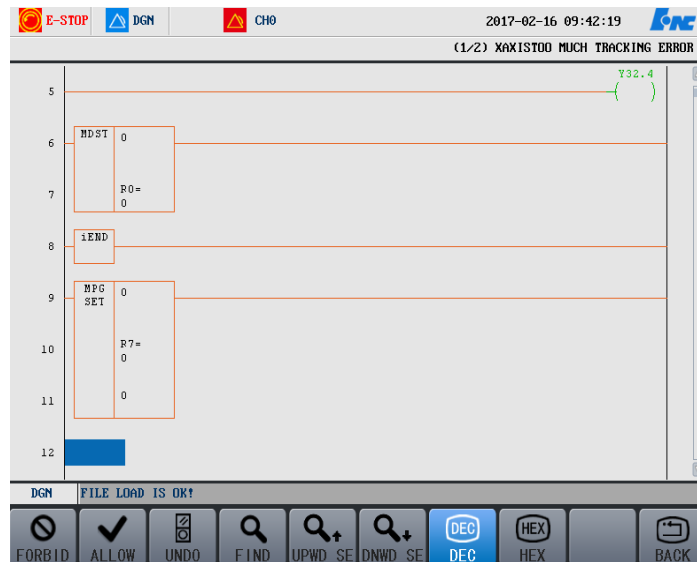 E-STOP DGN CH0 2017-02-16 09:42:19
(1/2) XAXISTOO MUCH TRACKING ERROR
Y32.4
5 ( )
6 MDST 0
7 R0=
0
8 iEND
9 MPG SET 0
10 R7=
0
11 0
12
DGN FILE LOAD IS OK!
DEC HEX
FORBID ALLOW UNDO FIND UPWD SE DNWD SE DEC HEX BACK